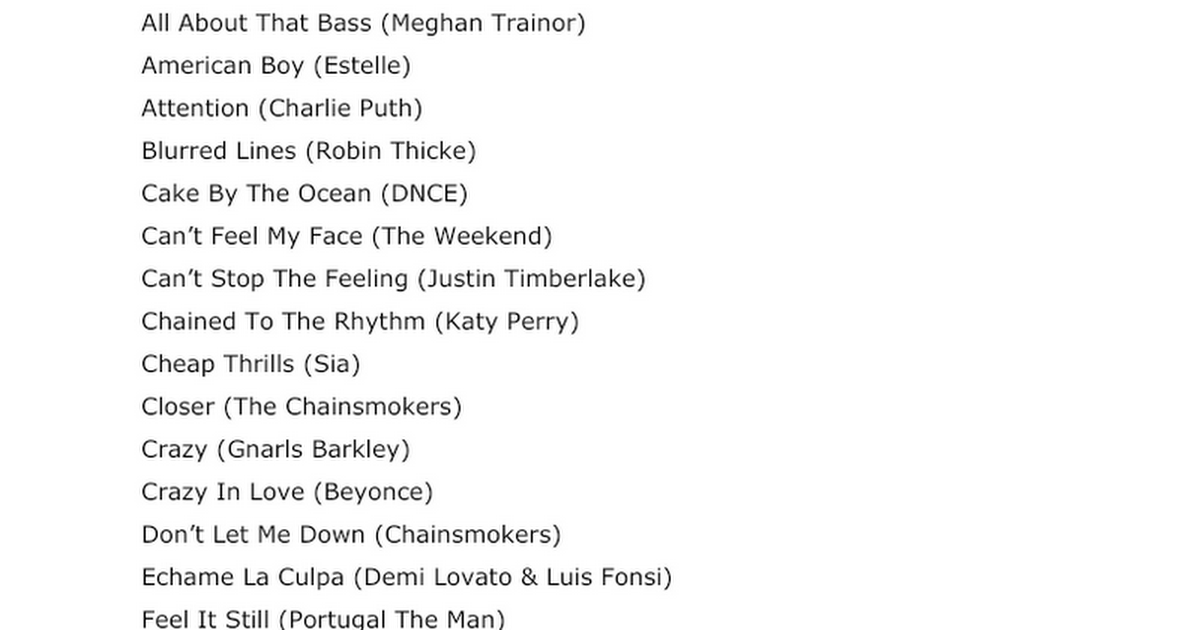 All About That Bass (Meghan Trainor)
American Boy (Estelle)
Attention (Charlie Puth)
Blurred Lines (Robin Thicke)
Cake By The Ocean (DNCE)
Can’t Feel My Face (The Weekend)
Can’t Stop The Feeling (Justin Timberlake)
Chained To The Rhythm (Katy Perry)
Cheap Thrills (Sia)
Closer (The Chainsmokers)
Crazy (Gnarls Barkley)
Crazy In Love (Beyonce)
Don’t Let Me Down (Chainsmokers)
Echame La Culpa (Demi Lovato & Luis Fonsi)
Feel It Still (Portugal The Man)